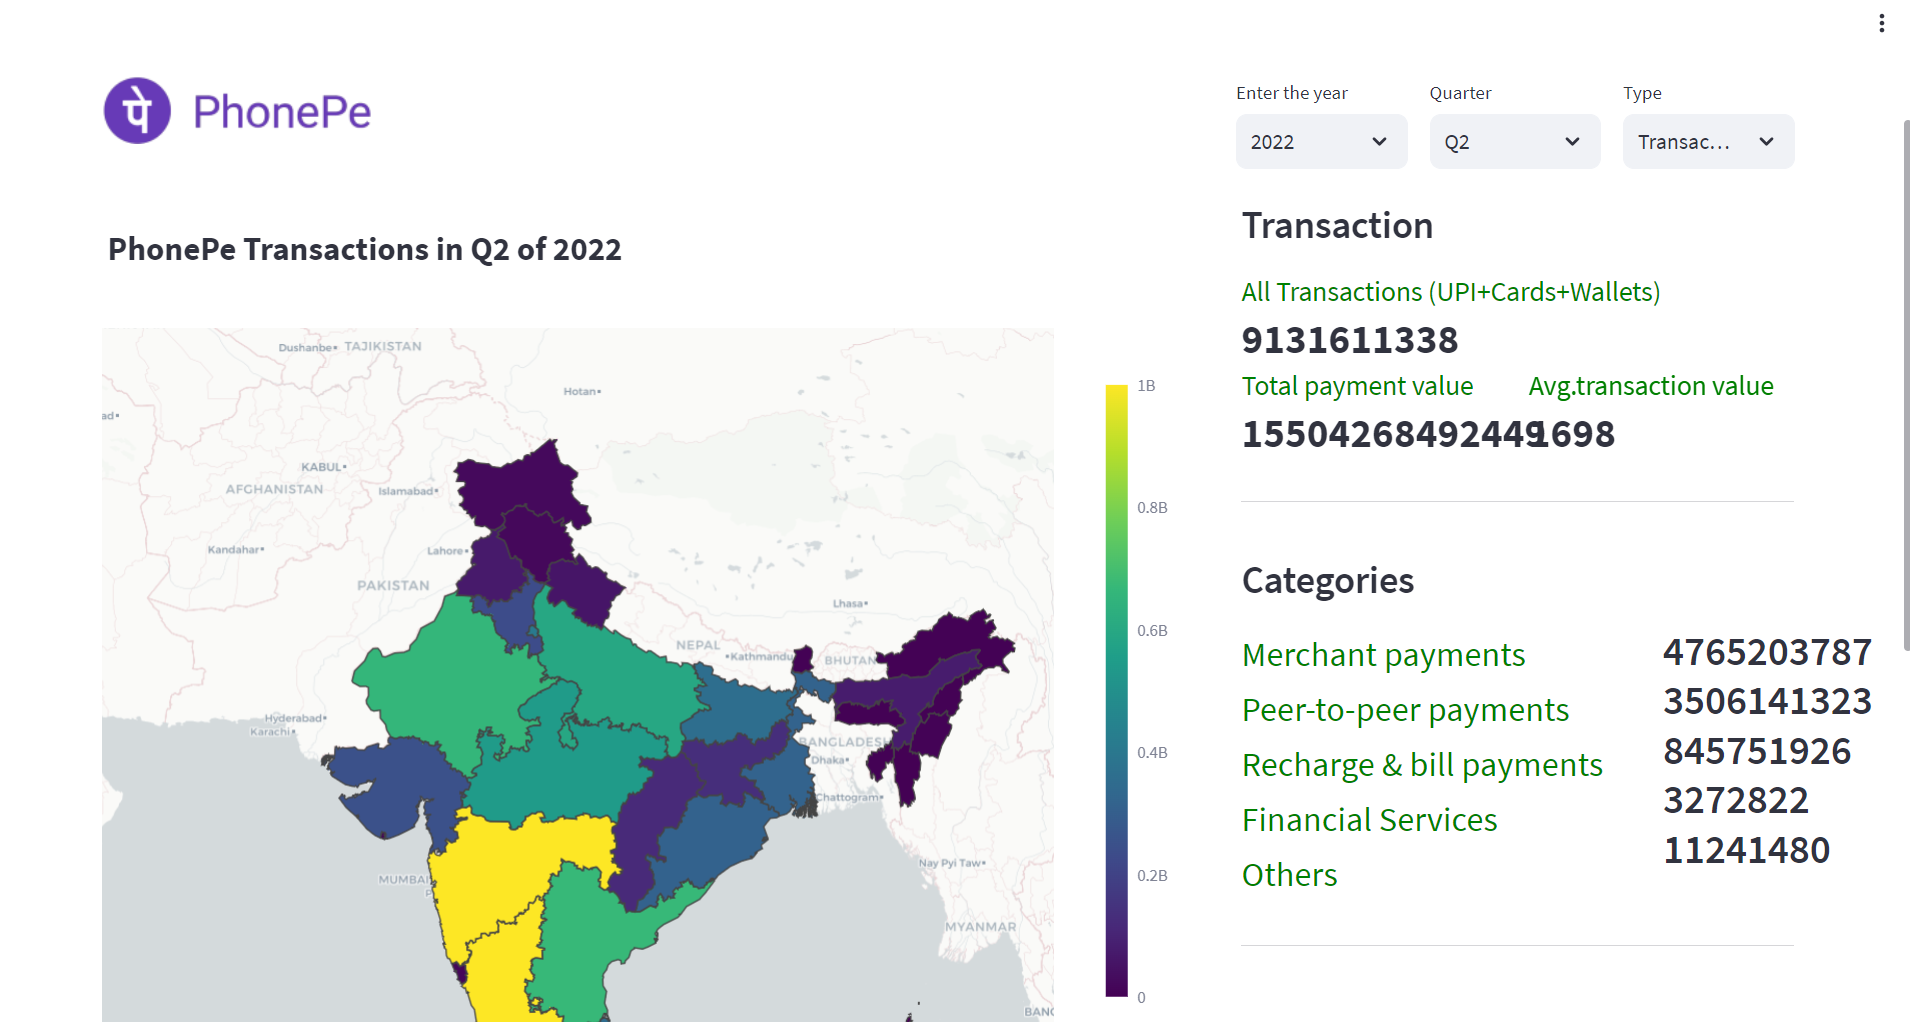 पे PhonePe
Enter the year
Quarter
Type
2022
Q2
Transac...
PhonePe Transactions in Q2 of 2022
Transaction
All Transactions (UPI+Cards+Wallets)
9131611338
Total payment value
Avg.transaction value
15504268492449
1698
Categories
Merchant payments
4765203787
Peer-to-peer payments
3506141323
Recharge & bill payments
845751926
Financial Services
3272822
Others
11241480
Dushanbe
TAJIKISTAN
Hotan
ad
KABUL
AFGHANISTAN
Islamabad
Kandahar
Lahore
PAKISTAN
Lhasa
NEPAL
Kathmandu
BHUTAN
Hyderabad
Karachi
BANGLADESH
Dhaka
Chattogram
MUMBAI
P
Nay Pyi Taw
MYANMAR
BANG
1B
0.8B
0.6B
0.4B
0.2B
0